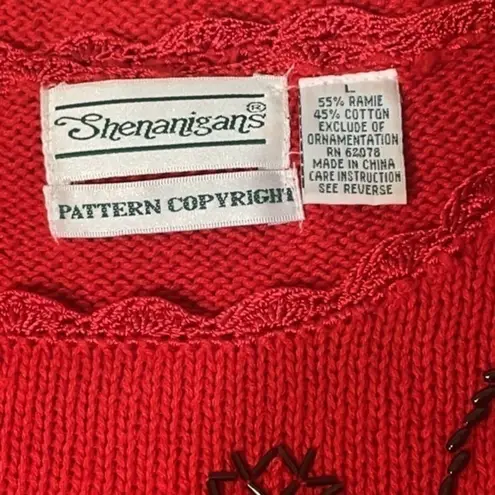 Shenanigans®
PATTERN COPYRIGHT
L
55% RAMIE
45% COTTON
EXCLUDE OF
ORNAMENTATION
RN 62078
MADE IN CHINA
CARE INSTRUCTION
SEE REVERSE